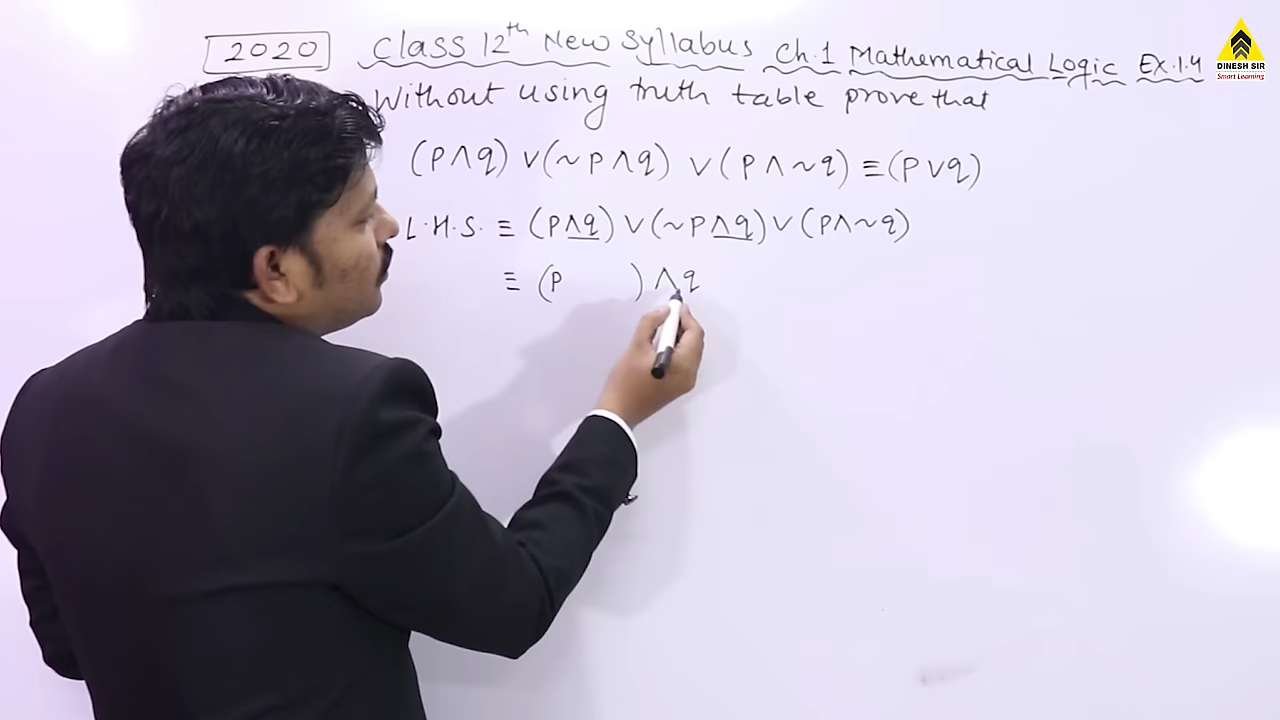 2020 Class 12th New Syllabus Ch.1 Mathematical Logic Ex.1.4
DINESH SIR
Smart Learning
Without using truth table prove that
(P∧q) ∨(~P∧q) ∨(P∧~q) ≡(P∨q)
L.H.S. ≡ (P∧q)∨(~P∧q)∨(P∧~q)
≡ (P )∧q